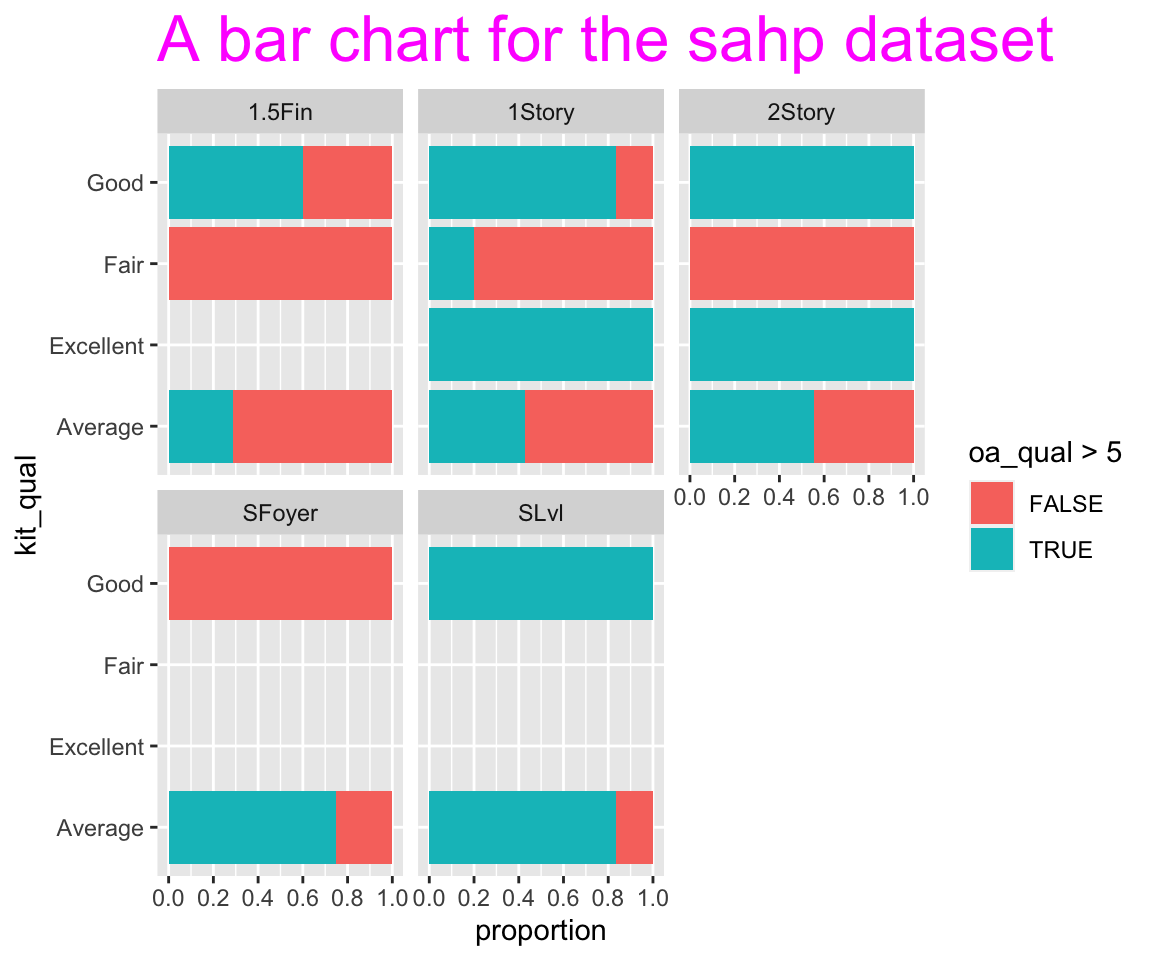 A bar chart for the sahp dataset
1.5Fin 1Story 2Story
Good
Fair
Excellent
Average
0.0 0.2 0.4 0.6 0.8 1.0
SFoyer SLvl
Good
Fair
Excellent
Average
0.0 0.2 0.4 0.6 0.8 1.0 0.0 0.2 0.4 0.6 0.8 1.0
proportion
kit_qual
oa_qual > 5
FALSE
TRUE